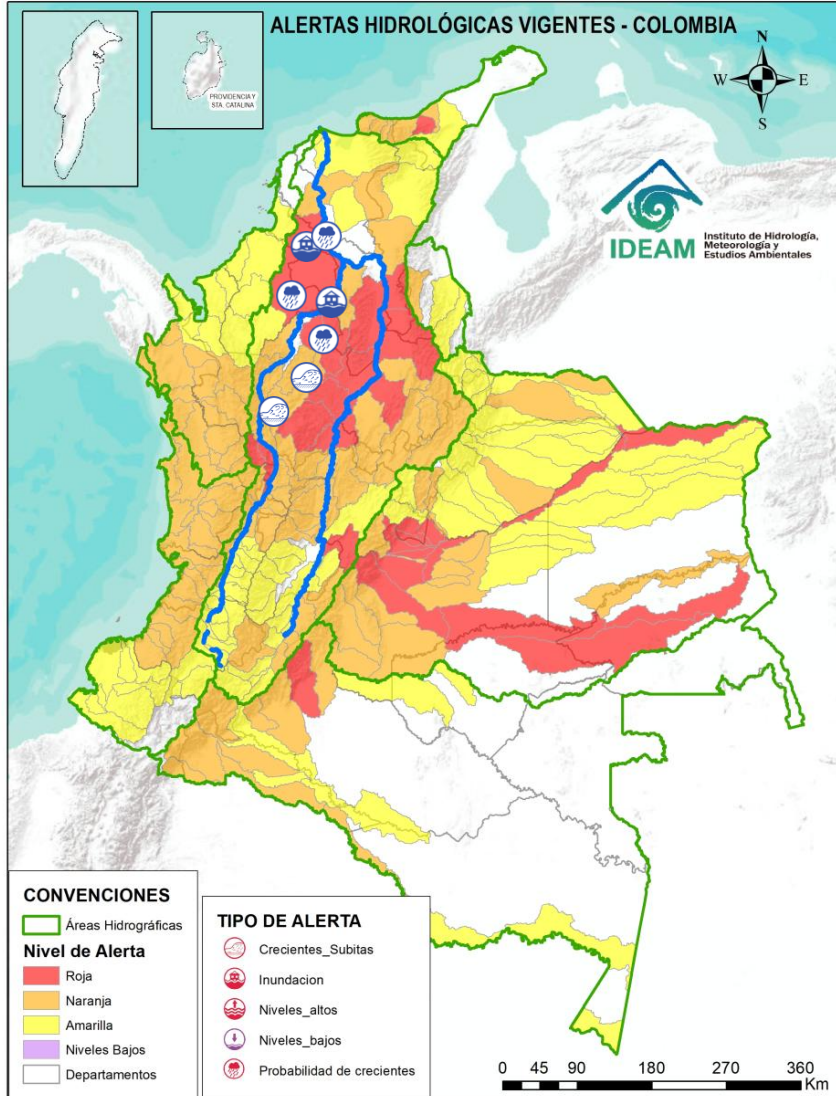 ALERTAS HIDROLÓGICAS VIGENTES - COLOMBIA
PROVIDENCIA Y
STA. CATALINA
N
W
E
S
IDEAM
Instituto de Hidrología,
Meteorología y
Estudios Ambientales
CONVENCIONES
Áreas Hidrográficas
Nivel de Alerta
Roja
Naranja
Amarilla
Niveles Bajos
Departamentos
TIPO DE ALERTA
Crecientes_Subitas
Inundacion
Niveles_altos
Niveles_bajos
Probabilidad de crecientes
0 45 90 180 270 360
Km